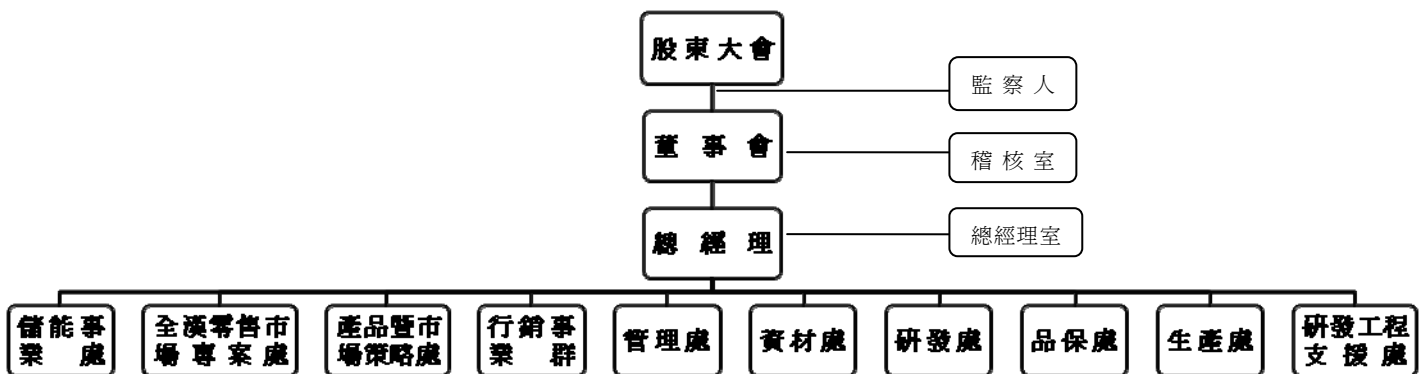 股東大會
監察人
董事會
稽核室
總經理
總經理室
儲能事
業處
全漢零售市
場專案處
產品暨市
場策略處
行銷事
業群
管理處
資材處
研發處
品保處
生產處
研發工程
支援處